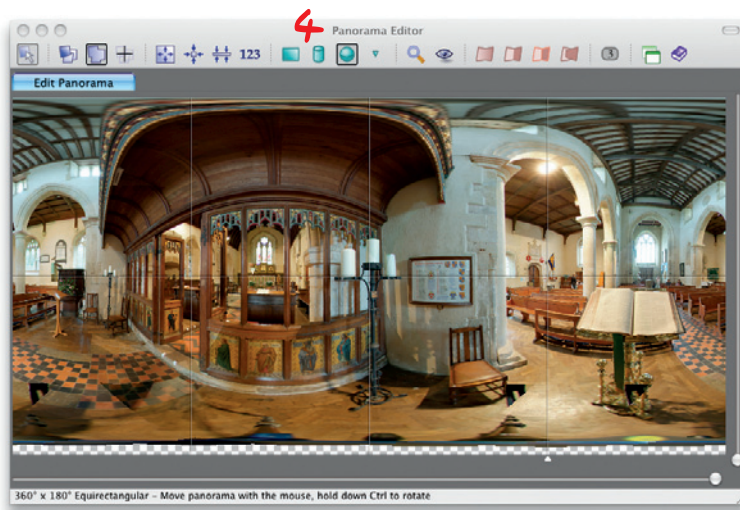 4
Panorama Editor
123
3
Edit Panorama
360° x 180° Equirectangular – Move panorama with the mouse, hold down Ctrl to rotate